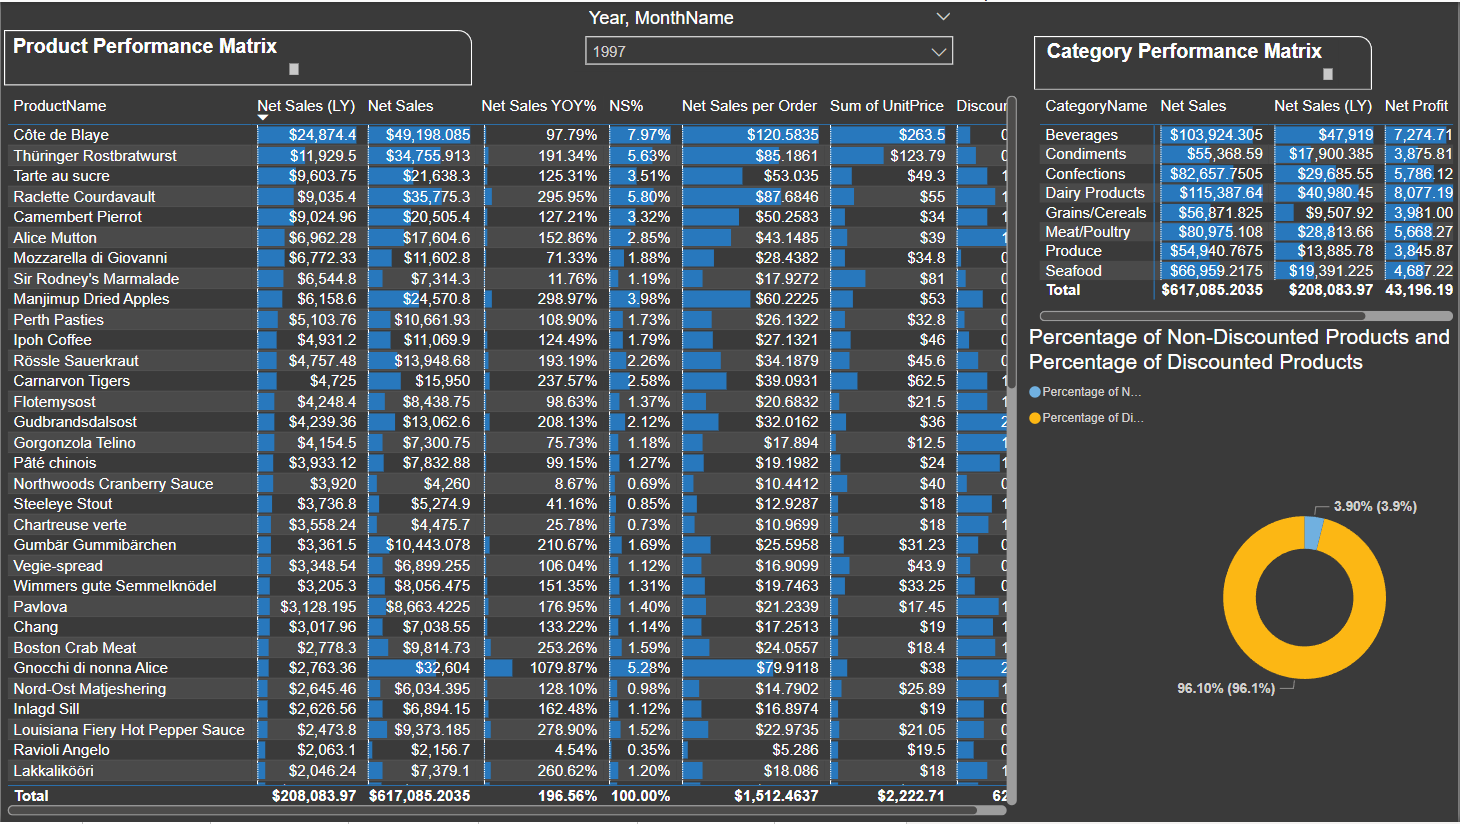 Year, MonthName
1997
Product Performance Matrix
ProductName Net Sales (LY) Net Sales Net Sales YOY% NS% Net Sales per Order Sum of UnitPrice Discour
Côte de Blaye $24,874.4 $49,198.085 97.79% 7.97% $120.5835 $263.5
Thüringer Rostbratwurst $11,929.5 $34,755.913 191.34% 5.63% $85.1861 $123.79
Tarte au sucre $9,603.75 $21,638.3 125.31% 3.51% $53.035 $49.3 1
Raclette Courdavault $9,035.4 $35,775.3 295.95% 5.80% $87.6846 $55 1
Camembert Pierrot $9,024.96 $20,505.4 127.21% 3.32% $50.2583 $34 1
Alice Mutton $6,962.28 $17,604.6 152.86% 2.85% $43.1485 $39 1
Mozzarella di Giovanni $6,772.33 $11,602.8 71.33% 1.88% $28.4382 $34.8
Sir Rodney's Marmalade $6,544.8 $7,314.3 11.76% 1.19% $17.9272 $81
Manjimup Dried Apples $6,158.6 $24,570.8 298.97% 3.98% $60.2225 $53
Perth Pasties $5,103.76 $10,661.93 108.90% 1.73% $26.1322 $32.8
Ipoh Coffee $4,931.2 $11,069.9 124.49% 1.79% $27.1321 $46
Rössle Sauerkraut $4,757.48 $13,948.68 193.19% 2.26% $34.1879 $45.6
Carnarvon Tigers $4,725 $15,950 237.57% 2.58% $39.0931 $62.5 1
Flotemysost $4,248.4 $8,438.75 98.63% 1.37% $20.6832 $21.5 1
Gudbrandsdalsost $4,239.36 $13,062.6 208.13% 2.12% $32.0162 $36 2
Gorgonzola Telino $4,154.5 $7,300.75 75.73% 1.18% $17.894 $12.5 1
Pâté chinois $3,933.12 $7,832.88 99.15% 1.27% $19.1982 $24 1
Northwoods Cranberry Sauce $3,920 $4,260 8.67% 0.69% $10.4412 $40
Steeleye Stout $3,736.8 $5,274.9 41.16% 0.85% $12.9287 $18 1
Chartreuse verte $3,558.24 $4,475.7 25.78% 0.73% $10.9699 $18 1
Gumbär Gummibärchen $3,361.5 $10,443.078 210.67% 1.69% $25.5958 $31.23
Vegie-spread $3,348.54 $6,899.255 106.04% 1.12% $16.9099 $43.9
Wimmers gute Semmelknödel $3,205.3 $8,056.475 151.35% 1.31% $19.7463 $33.25
Pavlova $3,128.195 $8,663.4225 176.95% 1.40% $21.2339 $17.45 1
Chang $3,017.96 $7,038.55 133.22% 1.14% $17.2513 $19 1
Boston Crab Meat $2,778.3 $9,814.73 253.26% 1.59% $24.0557 $18.4 1
Gnocchi di nonna Alice $2,763.36 $32,604 1079.87% 5.28% $79.9118 $38 2
Nord-Ost Matjeshering $2,645.46 $6,034.395 128.10% 0.98% $14.7902 $25.89 1
Inlagd Sill $2,626.56 $6,894.15 162.48% 1.12% $16.8974 $19
Louisiana Fiery Hot Pepper Sauce $2,473.8 $9,373.185 278.90% 1.52% $22.9735 $21.05
Ravioli Angelo $2,063.1 $2,156.7 4.54% 0.35% $5.286 $19.5
Lakkalikööri $2,046.24 $7,379.1 260.62% 1.20% $18.086 $18 1
Total $208,083.97 $617,085.2035 196.56% 100.00% $1,512.4637 $2,222.71 62
Category Performance Matrix
CategoryName Net Sales Net Sales (LY) Net Profit
Beverages $103,924.305 $47,919 7,274.71
Condiments $55,368.59 $17,900.385 3,875.81
Confections $82,657.7505 $29,685.55 5,786.12
Dairy Products $115,387.64 $40,980.45 8,077.19
Grains/Cereals $56,871.825 $9,507.92 3,981.00
Meat/Poultry $80,975.108 $28,813.66 5,668.27
Produce $54,940.7675 $13,885.78 3,845.87
Seafood $66,959.2175 $19,391.225 4,687.22
Total $617,085.2035 $208,083.97 43,196.19
Percentage of Non-Discounted Products and
Percentage of Discounted Products
Percentage of N...
Percentage of Di...
3.90% (3.9%)
96.10% (96.1%)